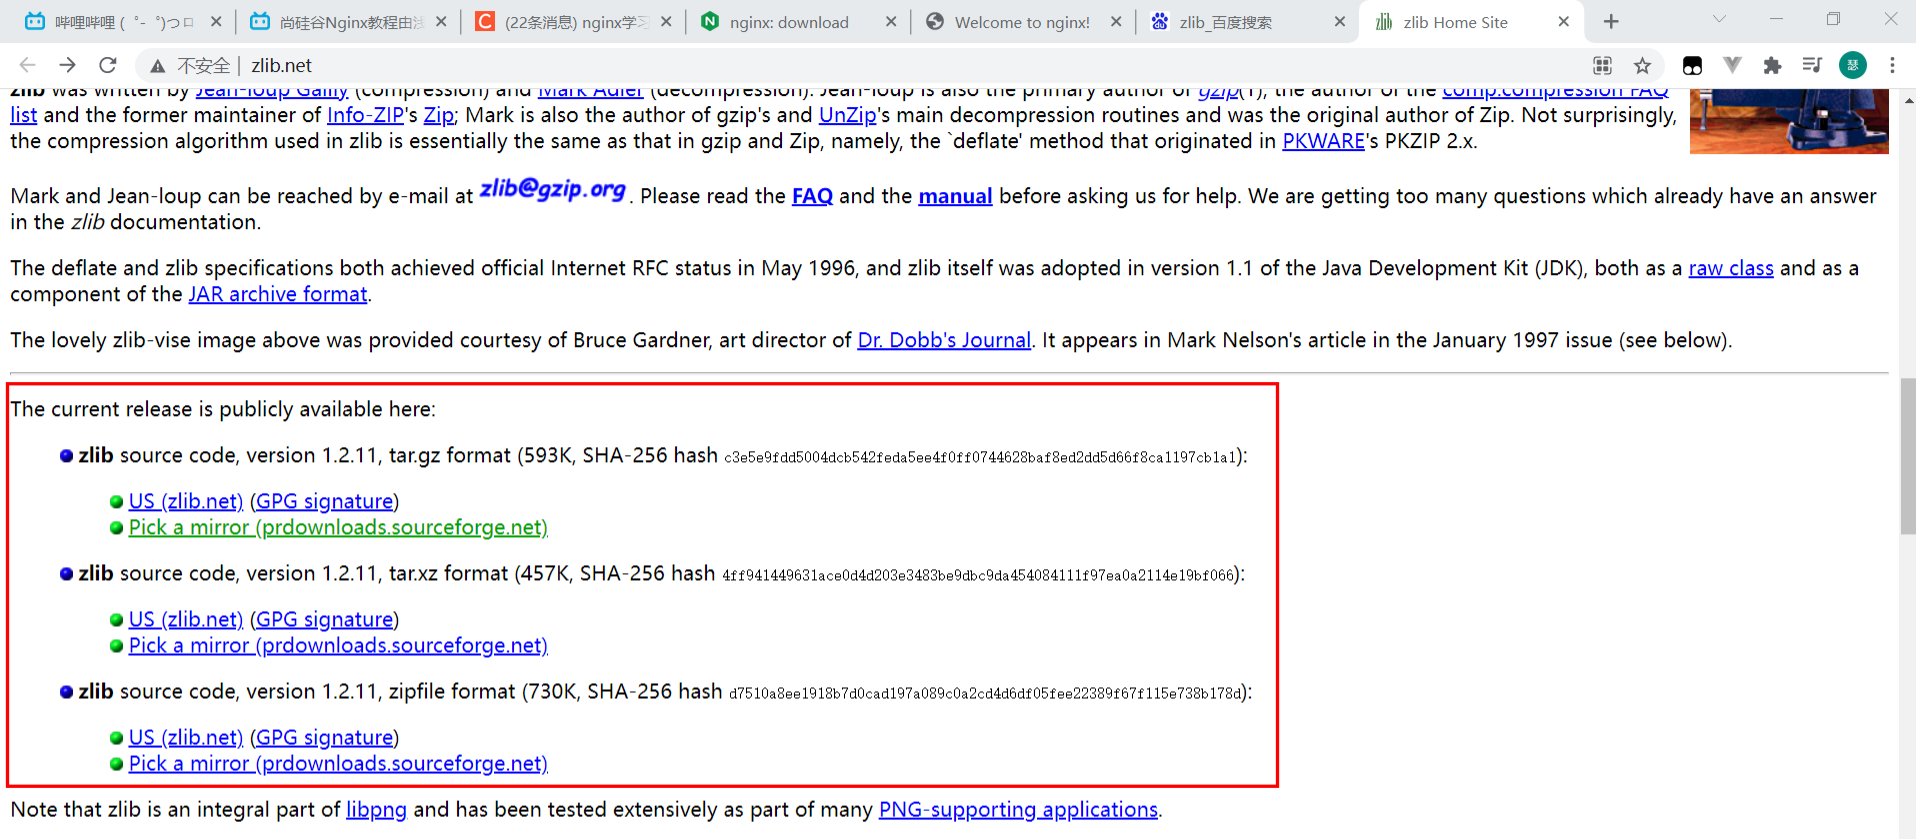 哔哩哔哩 (゜-゜)つロ
尚硅谷Nginx教程由浅
(22条消息) nginx学习
nginx: download
Welcome to nginx!
zlib_百度搜索
zlib Home Site
不安全 | zlib.net
zlib was written by Jean-loup Gailly (compression) and Mark Adler (decompression). Jean-loup is also the primary author of gzip(1), the author of the comp.compression FAQ
list and the former maintainer of Info-ZIP's Zip; Mark is also the author of gzip's and UnZip's main decompression routines and was the original author of Zip. Not surprisingly,
the compression algorithm used in zlib is essentially the same as that in gzip and Zip, namely, the `deflate' method that originated in PKWARE's PKZIP 2.x.
Mark and Jean-loup can be reached by e-mail at zlib@gzip.org. Please read the FAQ and the manual before asking us for help. We are getting too many questions which already have an answer
in the zlib documentation.
The deflate and zlib specifications both achieved official Internet RFC status in May 1996, and zlib itself was adopted in version 1.1 of the Java Development Kit (JDK), both as a raw class and as a
component of the JAR archive format.
The lovely zlib-vise image above was provided courtesy of Bruce Gardner, art director of Dr. Dobb's Journal. It appears in Mark Nelson's article in the January 1997 issue (see below).
The current release is publicly available here:
zlib source code, version 1.2.11, tar.gz format (593K, SHA-256 hash c3e5e9fdd5004dcb542feda5ee4f0ff0744628baf8ed2dd5d66f8ca1197cb1a1):
US (zlib.net) (GPG signature)
Pick a mirror (prdownloads.sourceforge.net)
zlib source code, version 1.2.11, tar.xz format (457K, SHA-256 hash 4ff941449631ace0d4d203e3483be9dbc9da454084111f97ea0a2114e19bf066):
US (zlib.net) (GPG signature)
Pick a mirror (prdownloads.sourceforge.net)
zlib source code, version 1.2.11, zipfile format (730K, SHA-256 hash d7510a8ee1918b7d0cad197a089c0a2cd4d6df05fee22389f67f115e738b178d):
US (zlib.net) (GPG signature)
Pick a mirror (prdownloads.sourceforge.net)
Note that zlib is an integral part of libpng and has been tested extensively as part of many PNG-supporting applications.